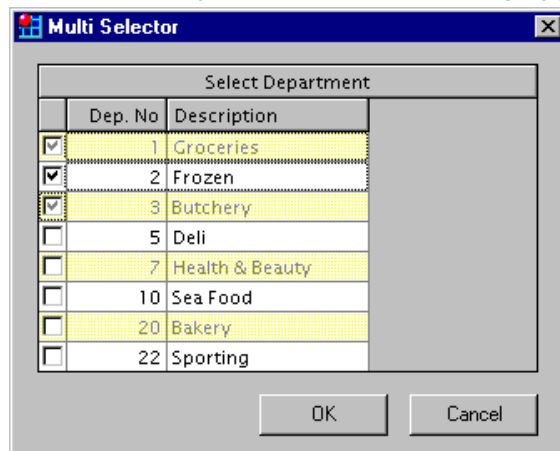 Multi Selector
Select Department
Dep. No Description
1 Groceries
2 Frozen
3 Butchery
5 Deli
7 Health & Beauty
10 Sea Food
20 Bakery
22 Sporting
OK Cancel